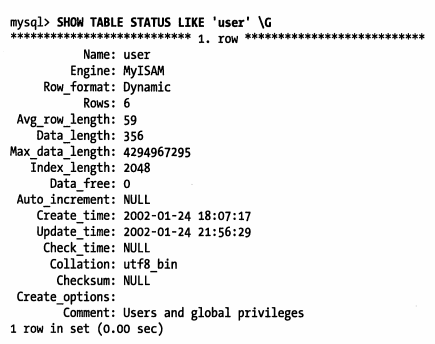 mysql> SHOW TABLE STATUS LIKE 'user' \G
*************************** 1. row ***************************
Name: user
Engine: MyISAM
Row_format: Dynamic
Rows: 6
Avg_row_length: 59
Data_length: 356
Max_data_length: 4294967295
Index_length: 2048
Data_free: 0
Auto_increment: NULL
Create_time: 2002-01-24 18:07:17
Update_time: 2002-01-24 21:56:29
Check_time: NULL
Collation: utf8_bin
Checksum: NULL
Create_options:
Comment: Users and global privileges
1 row in set (0.00 sec)